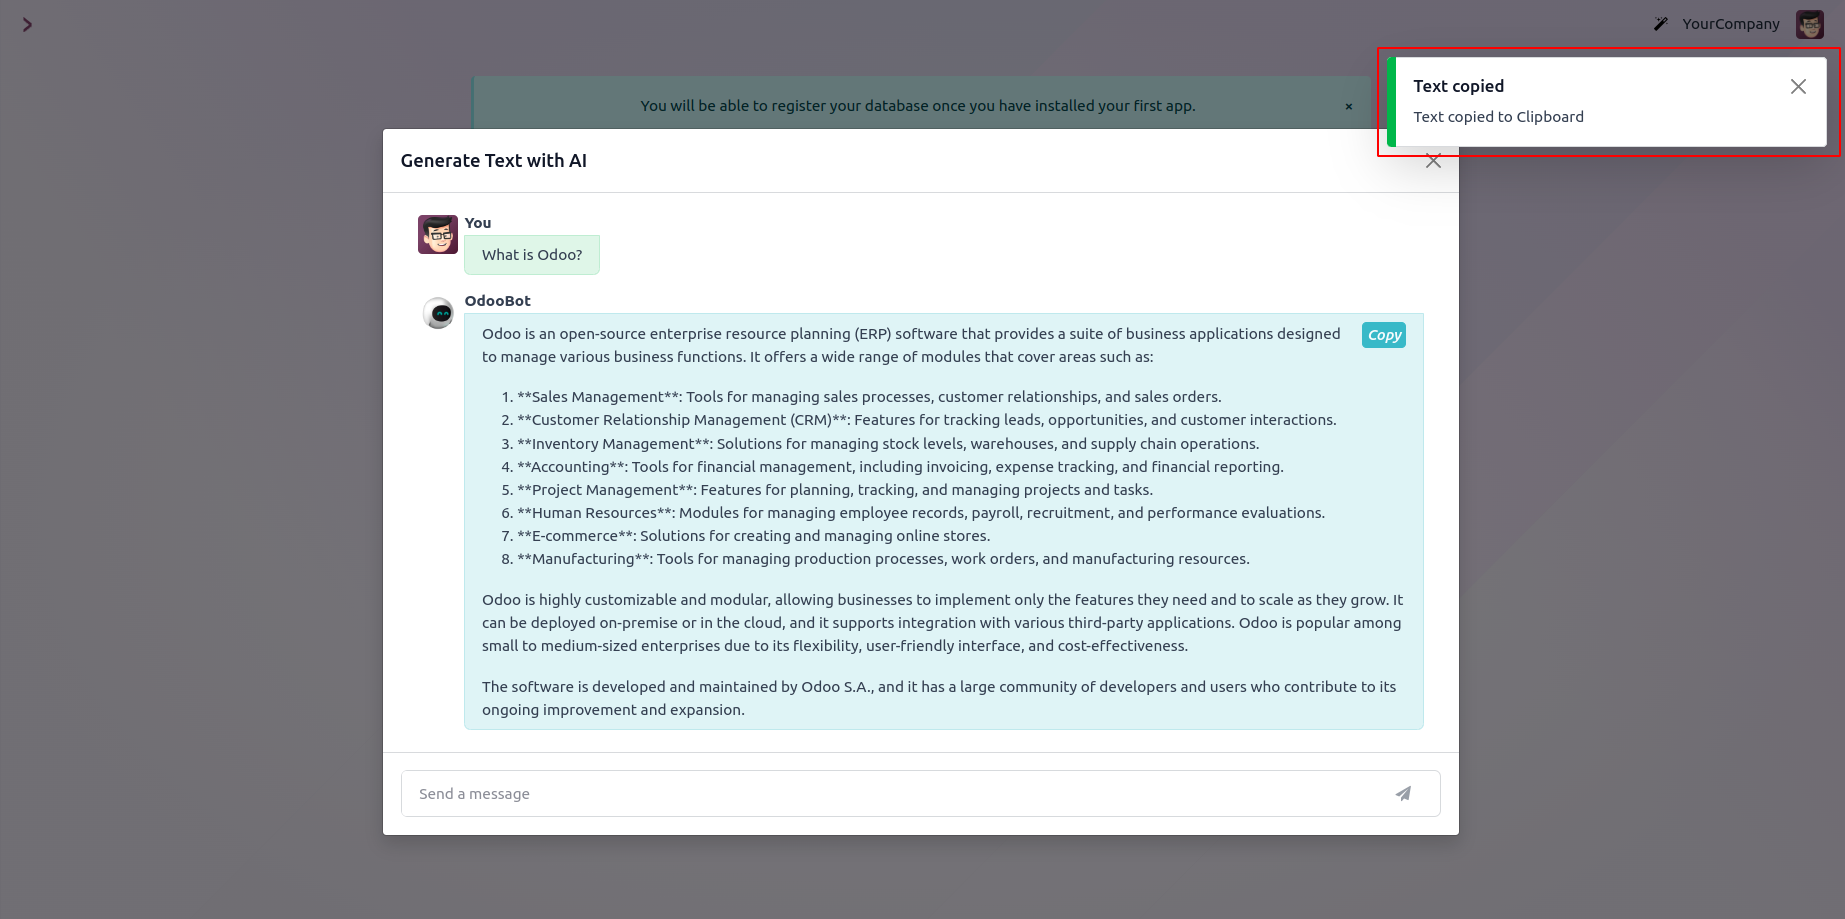 YourCompany
You will be able to register your database once you have installed your first app.
×
Text copied
Text copied to Clipboard
Generate Text with AI
You
What is Odoo?
OdooBot
Odoo is an open-source enterprise resource planning (ERP) software that provides a suite of business applications designed
Copy
to manage various business functions. It offers a wide range of modules that cover areas such as:
1. **Sales Management**: Tools for managing sales processes, customer relationships, and sales orders.
2. **Customer Relationship Management (CRM)**: Features for tracking leads, opportunities, and customer interactions.
3. **Inventory Management**: Solutions for managing stock levels, warehouses, and supply chain operations.
4. **Accounting**: Tools for financial management, including invoicing, expense tracking, and financial reporting.
5. **Project Management**: Features for planning, tracking, and managing projects and tasks.
6. **Human Resources**: Modules for managing employee records, payroll, recruitment, and performance evaluations.
7. **E-commerce**: Solutions for creating and managing online stores.
8. **Manufacturing**: Tools for managing production processes, work orders, and manufacturing resources.
Odoo is highly customizable and modular, allowing businesses to implement only the features they need and to scale as they grow. It
can be deployed on-premise or in the cloud, and it supports integration with various third-party applications. Odoo is popular among
small to medium-sized enterprises due to its flexibility, user-friendly interface, and cost-effectiveness.
The software is developed and maintained by Odoo S.A., and it has a large community of developers and users who contribute to its
ongoing improvement and expansion.
Send a message